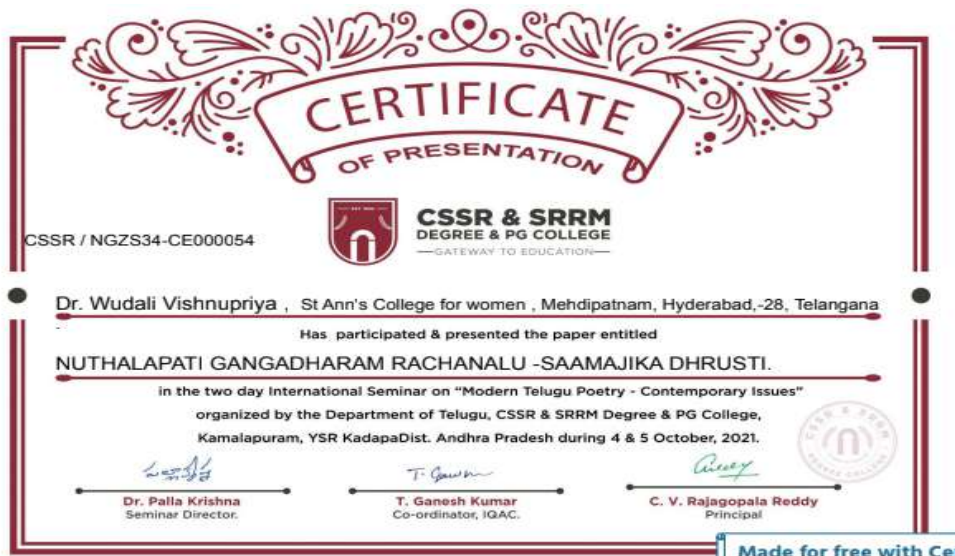 CERTIFICATE
OF PRESENTATION
CSSR / NGZS34-CE000054
CSSR & SRRM
DEGREE & PG COLLEGE
GATEWAY TO EDUCATION
Dr. Wudali Vishnupriya , St Ann's College for women , Mehdipatnam, Hyderabad,-28, Telangana
.
Has participated & presented the paper entitled
NUTHALAPATI GANGADHARAM RACHANALU -SAAMAJIKA DHRUSTI.
in the two day International Seminar on “Modern Telugu Poetry - Contemporary Issues”
organized by the Department of Telugu, CSSR & SRRM Degree & PG College,
Kamalapuram, YSR KadapaDist. Andhra Pradesh during 4 & 5 October, 2021.
CSSR & SRRM
DEGREE COLLEGE
Dr. Palla Krishna
Seminar Director.
T. Ganesh Kumar
Co-ordinator, IQAC.
C. V. Rajagopala Reddy
Principal
Made for free with Ce